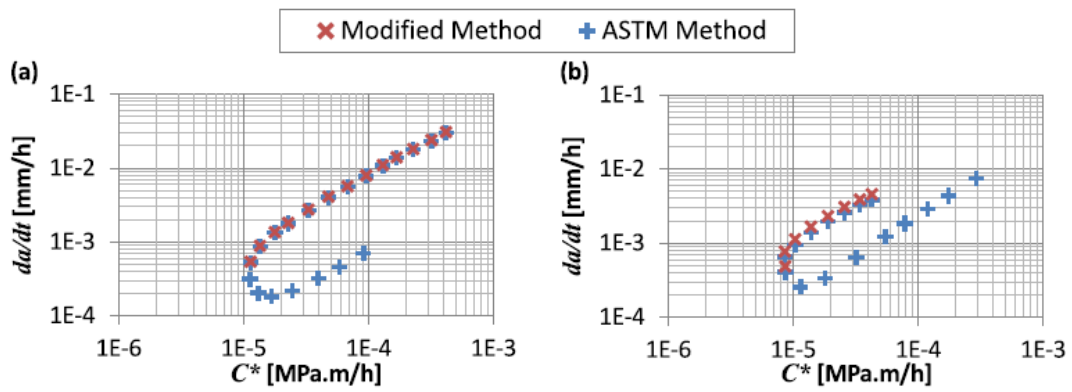 Modified Method ASTM Method
(a)
da/dt [mm/h]
1E-1
1E-2
1E-3
1E-4
1E-6 1E-5 1E-4 1E-3
C* [MPa.m/h]
(b)
da/dt [mm/h]
1E-1
1E-2
1E-3
1E-4
1E-6 1E-5 1E-4 1E-3
C* [MPa.m/h]